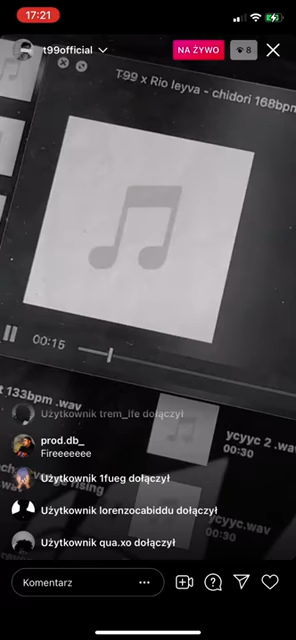 17:21
t99official
NA ŻYWO
8
T99 x Rio leyva - chidori 168bpm
00:15
t 133bpm .wav
Użytkownik trem_lfe dołączył
ycyyc 2 .wav
00:30
prod.db_
Fireeeeeee
Użytkownik 1fueg dołączył
rising
Użytkownik lorenzocabiddu dołączył
ycyyc.wav
00:30
Użytkownik qua.xo dołączył
Komentarz